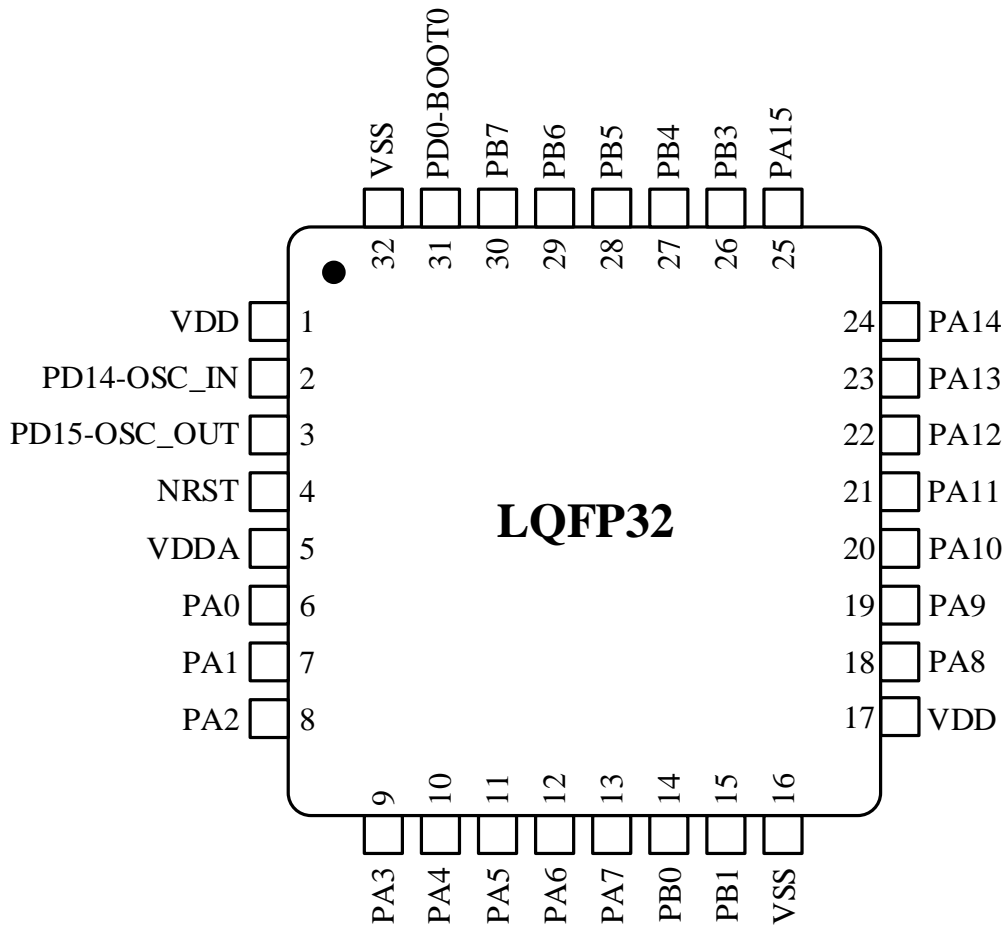 VSS
PD0-BOOT0
PB7
PB6
PB5
PB4
PB3
PA15
32
31
30
29
28
27
26
25
VDD 1
PD14-OSC_IN 2
PD15-OSC_OUT 3
NRST 4
VDDA 5
PA0 6
PA1 7
PA2 8
LQFP32
24 PA14
23 PA13
22 PA12
21 PA11
20 PA10
19 PA9
18 PA8
17 VDD
9
10
11
12
13
14
15
16
PA3
PA4
PA5
PA6
PA7
PB0
PB1
VSS